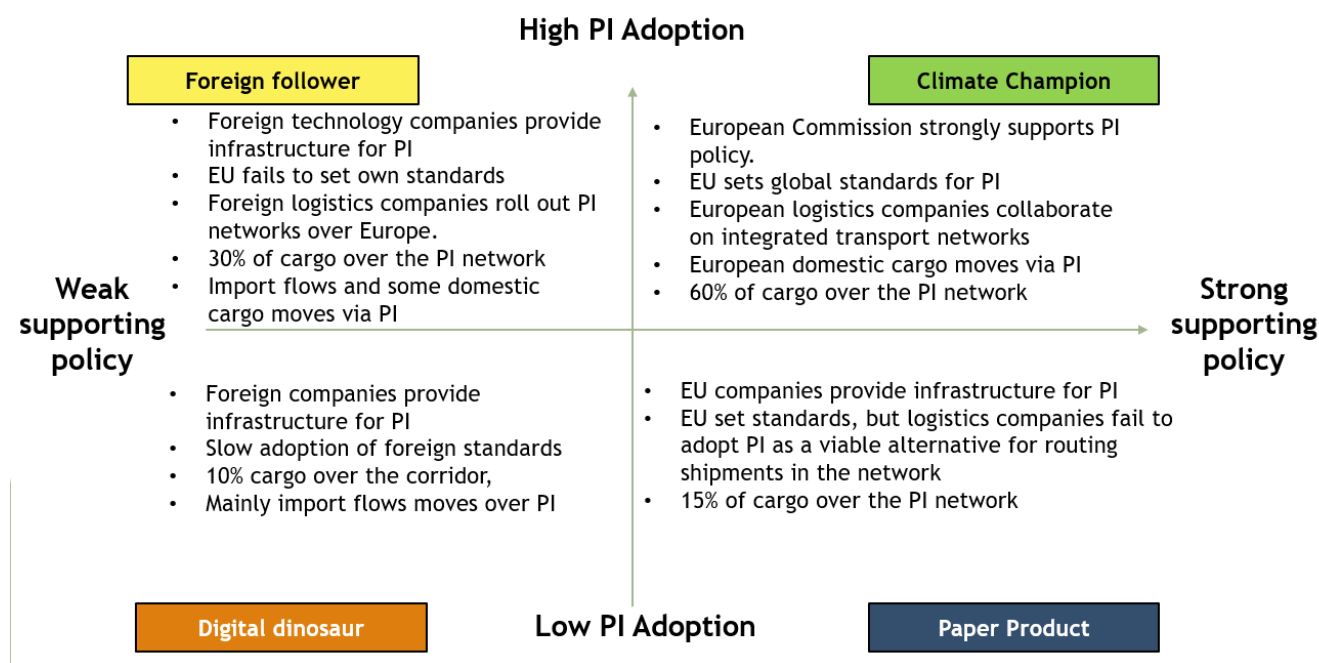 High PI Adoption
Foreign follower
• Foreign technology companies provide
infrastructure for PI
• EU fails to set own standards
• Foreign logistics companies roll out PI
networks over Europe.
• 30% of cargo over the PI network
• Import flows and some domestic
cargo moves via PI
Climate Champion
• European Commission strongly supports PI
policy.
• EU sets global standards for PI
• European logistics companies collaborate
on integrated transport networks
• European domestic cargo moves via PI
• 60% of cargo over the PI network
Weak
supporting
policy
Strong
supporting
policy
• Foreign companies provide
infrastructure for PI
• Slow adoption of foreign standards
• 10% cargo over the corridor,
• Mainly import flows moves over PI
Digital dinosaur
• EU companies provide infrastructure for PI
• EU set standards, but logistics companies fail to
adopt PI as a viable alternative for routing
shipments in the network
• 15% of cargo over the PI network
Paper Product
Low PI Adoption